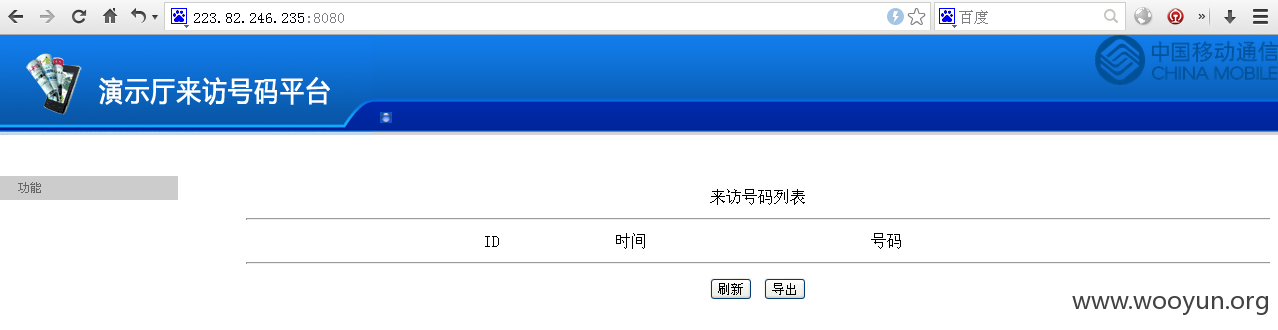 223.82.246.235:8080
百度
»
中国移动通信
CHINA MOBILE
演示厅来访号码平台
功能
来访号码列表
ID 时间 号码
刷新 导出
www.wooyun.org